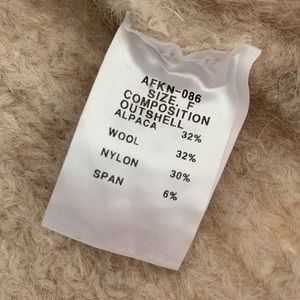 AFKN-086
SIZE. F
COMPOSITION
OUTSHELL
ALPACA 32%
WOOL 32%
NYLON 30%
SPAN 6%